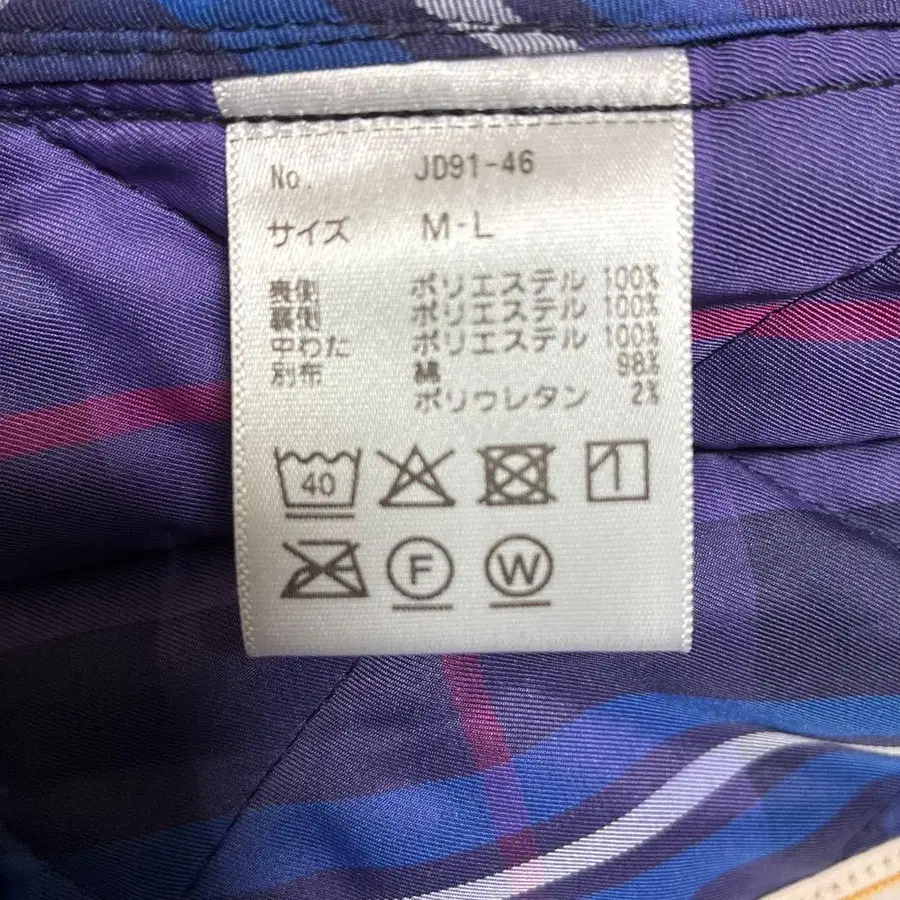 No. JD91-46
サイズ M-L
表側 ポリエステル 100%
裏側 ポリエステル 100%
中わた ポリエステル 100%
別布 綿 98%
ポリウレタン 2%
40
F W